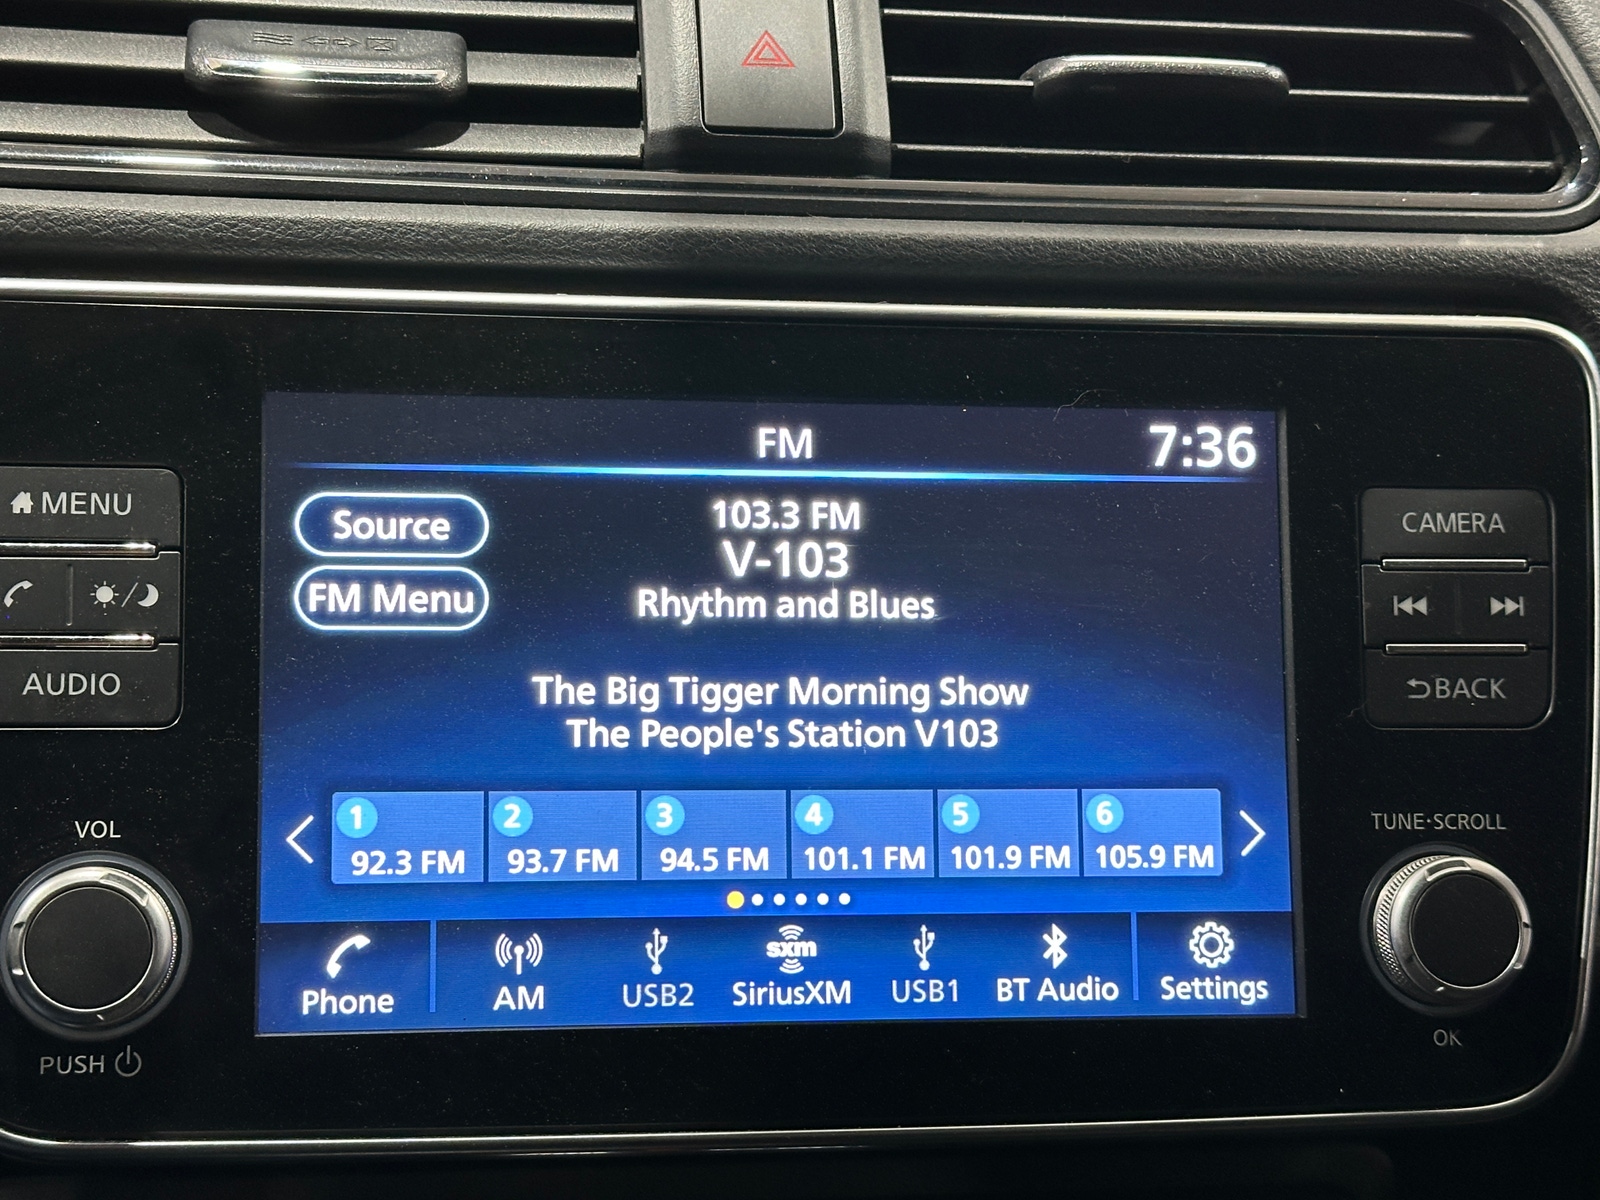 FM
7:36
MENU
AUDIO
VOL
PUSH
Source
FM Menu
103.3 FM
V-103
Rhythm and Blues
The Big Tigger Morning Show
The People's Station V103
1
92.3 FM
2
93.7 FM
3
94.5 FM
4
101.1 FM
5
101.9 FM
6
105.9 FM
Phone
AM
USB2
sxm
SiriusXM
USB1
BT Audio
Settings
CAMERA
BACK
TUNE·SCROLL
OK